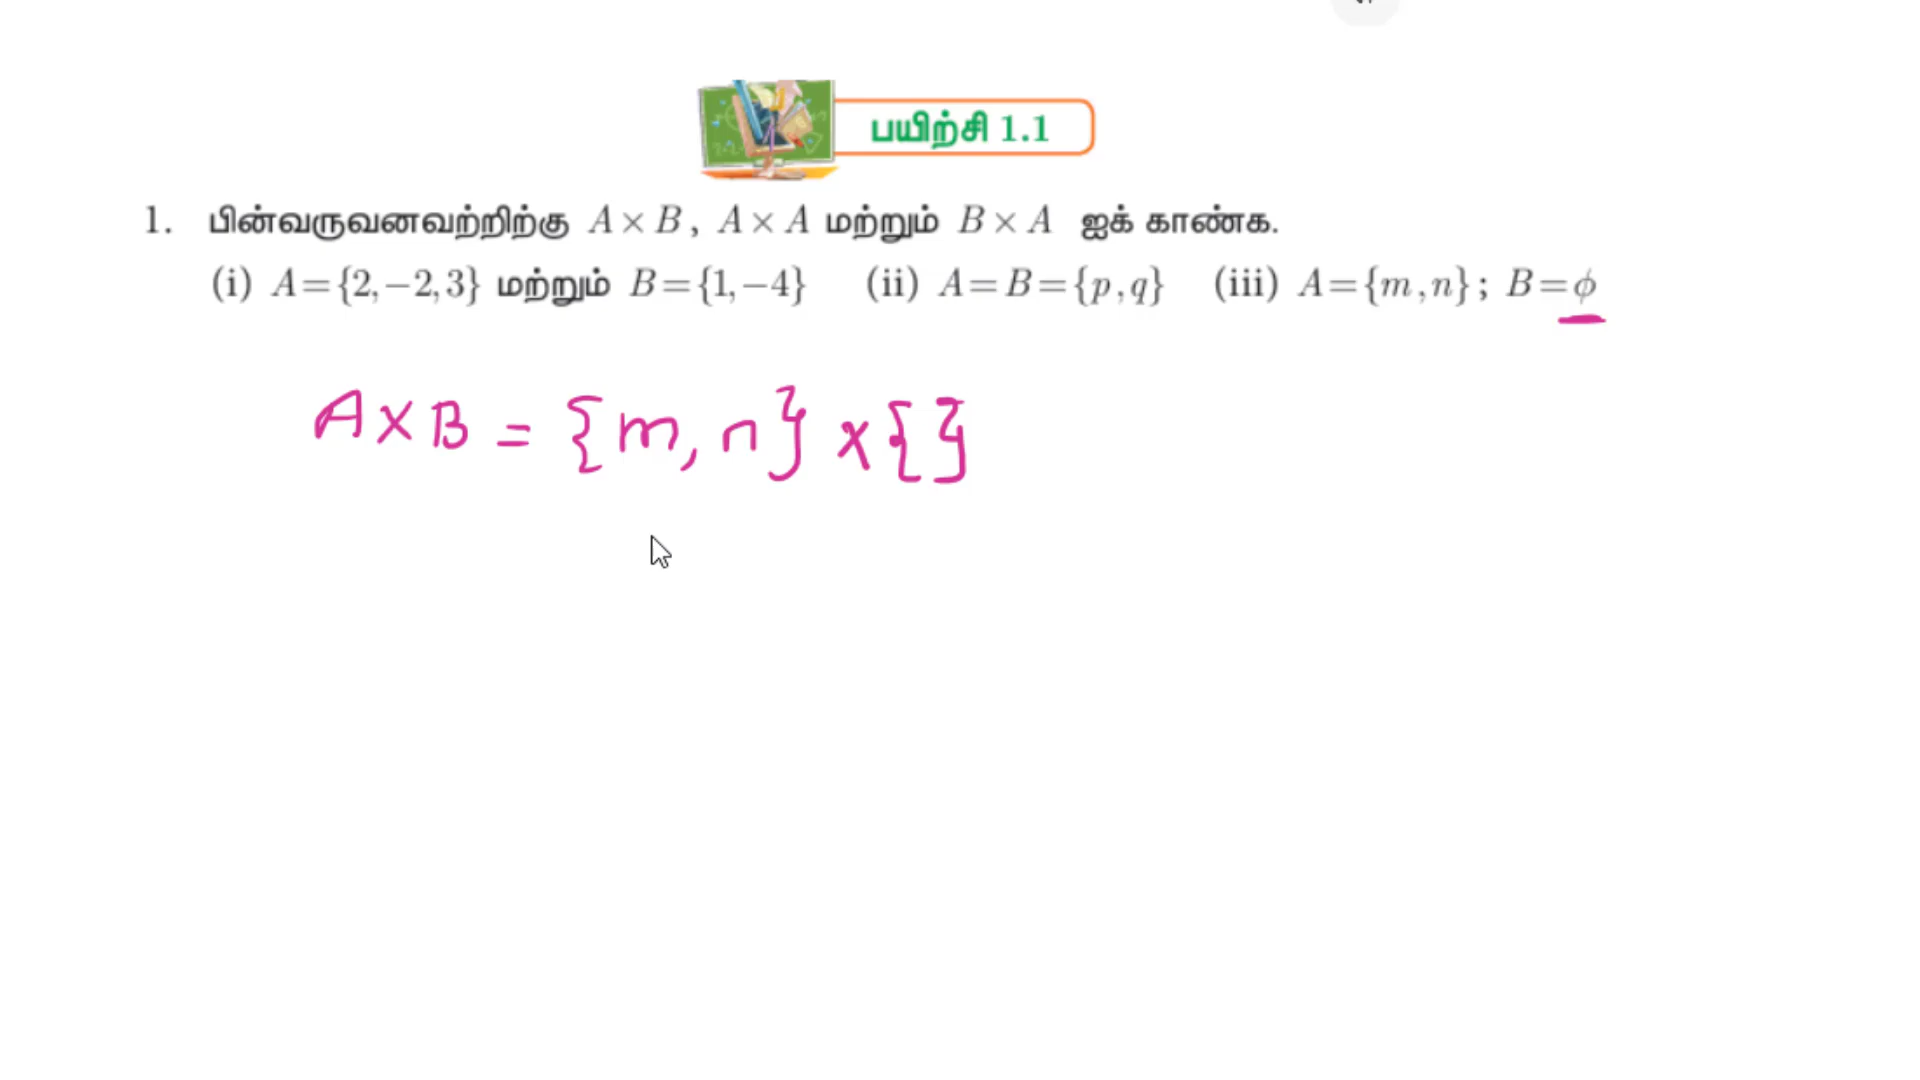 பயிற்சி 1.1
1. பின்வருவனவற்றிற்கு A × B, A × A மற்றும் B × A ஐக் காண்க.
(i) A={2,−2,3} மற்றும் B={1,−4} (ii) A=B={p,q} (iii) A={m,n}; B=ϕ
A×B = {m, n} × {}